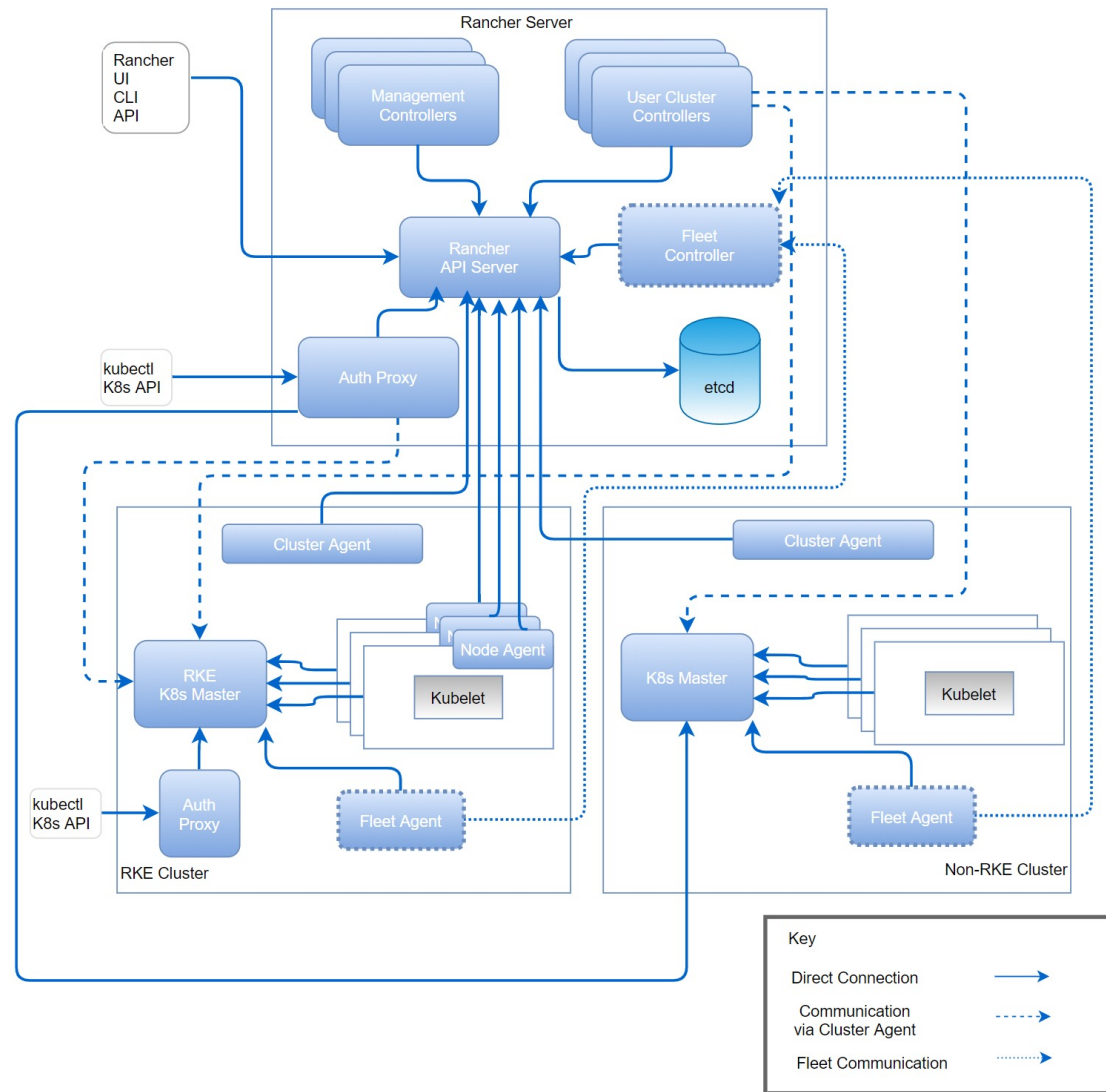 Rancher Server
Rancher
UI
CLI
API
Management
Controllers
User Cluster
Controllers
Rancher
API Server
Fleet
Controller
kubectl
K8s API
Auth Proxy
etcd
Cluster Agent
Cluster Agent
N
N
Node Agent
RKE
K8s Master
Kubelet
K8s Master
Kubelet
kubectl
K8s API
Auth
Proxy
Fleet Agent
Fleet Agent
RKE Cluster
Non-RKE Cluster
Key
Direct Connection
Communication
via Cluster Agent
Fleet Communication